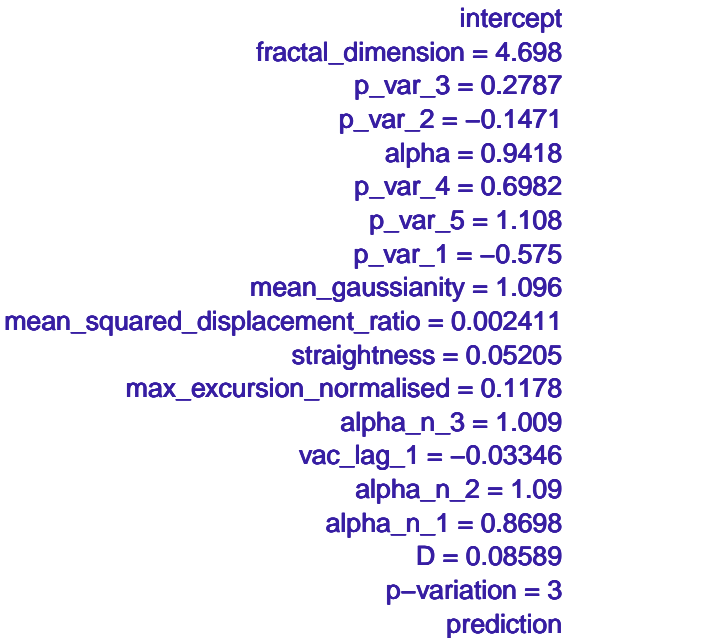 intercept
fractal_dimension = 4.698
p_var_3 = 0.2787
p_var_2 = −0.1471
alpha = 0.9418
p_var_4 = 0.6982
p_var_5 = 1.108
p_var_1 = −0.575
mean_gaussianity = 1.096
mean_squared_displacement_ratio = 0.002411
straightness = 0.05205
max_excursion_normalised = 0.1178
alpha_n_3 = 1.009
vac_lag_1 = −0.03346
alpha_n_2 = 1.09
alpha_n_1 = 0.8698
D = 0.08589
p−variation = 3
prediction